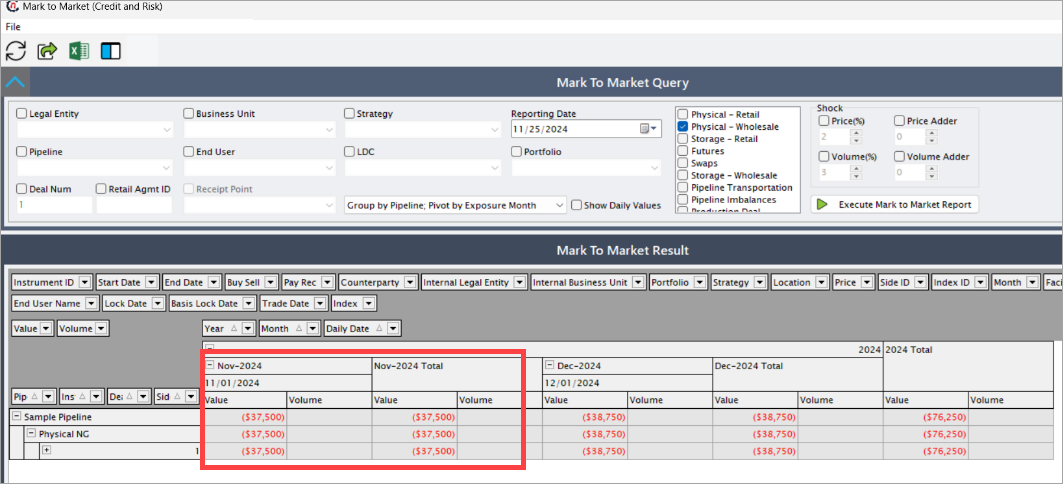 Mark to Market (Credit and Risk)
File
Mark To Market Query
Legal Entity
Business Unit
Strategy
Reporting Date
11/25/2024
Pipeline
End User
LDC
Portfolio
Deal Num
Retail Agmt ID
Receipt Point
1
Group by Pipeline; Pivot by Exposure Month
Show Daily Values
Physical - Retail
Physical - Wholesale
Storage - Retail
Futures
Swaps
Storage - Wholesale
Pipeline Transportation
Pipeline Imbalances
Production Deal
Shock
Price(%) Price Adder
2 0
Volume(%) Volume Adder
3 0
Execute Mark to Market Report
Mark To Market Result
Instrument ID Start Date End Date Buy Sell Pay Rec Counterparty Internal Legal Entity Internal Business Unit Portfolio Strategy Location Price Side ID Index ID Month Faci
End User Name Lock Date Basis Lock Date Trade Date Index
Value Volume Year Month Daily Date
2024 2024 Total
Nov-2024 Nov-2024 Total Dec-2024 Dec-2024 Total
11/01/2024 12/01/2024
Pip Ins De Sid Value Volume Value Volume Value Volume Value Volume Value Volume
Sample Pipeline ($37,500) ($37,500) ($38,750) ($38,750) ($76,250)
Physical NG ($37,500) ($37,500) ($38,750) ($38,750) ($76,250)
1 ($37,500) ($37,500) ($38,750) ($38,750) ($76,250)